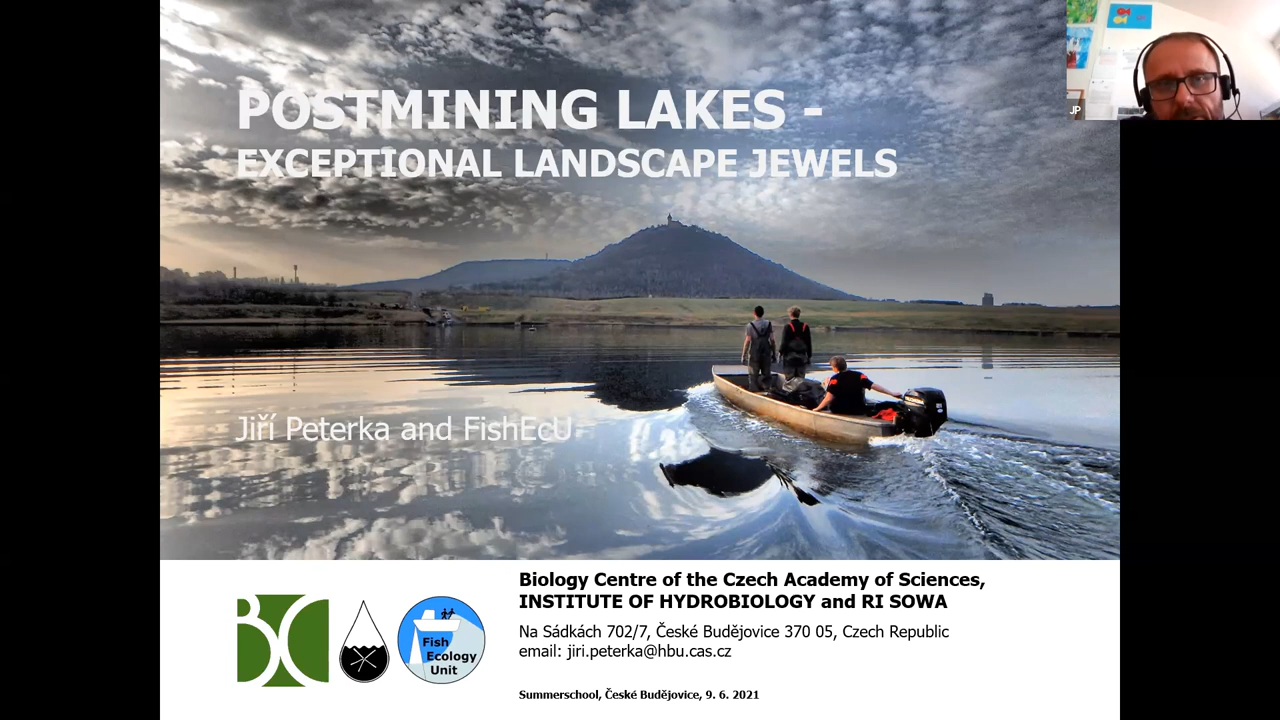 POSTMINING LAKES -
EXCEPTIONAL LANDSCAPE JEWELS
JP
Jiří Peterka and FishEcU
Biology Centre of the Czech Academy of Sciences,
INSTITUTE OF HYDROBIOLOGY and RI SOWA
Na Sádkách 702/7, České Budějovice 370 05, Czech Republic
email: jiri.peterka@hbu.cas.cz
Summerschool, České Budějovice, 9. 6. 2021
BC
Fish
Ecology
Unit